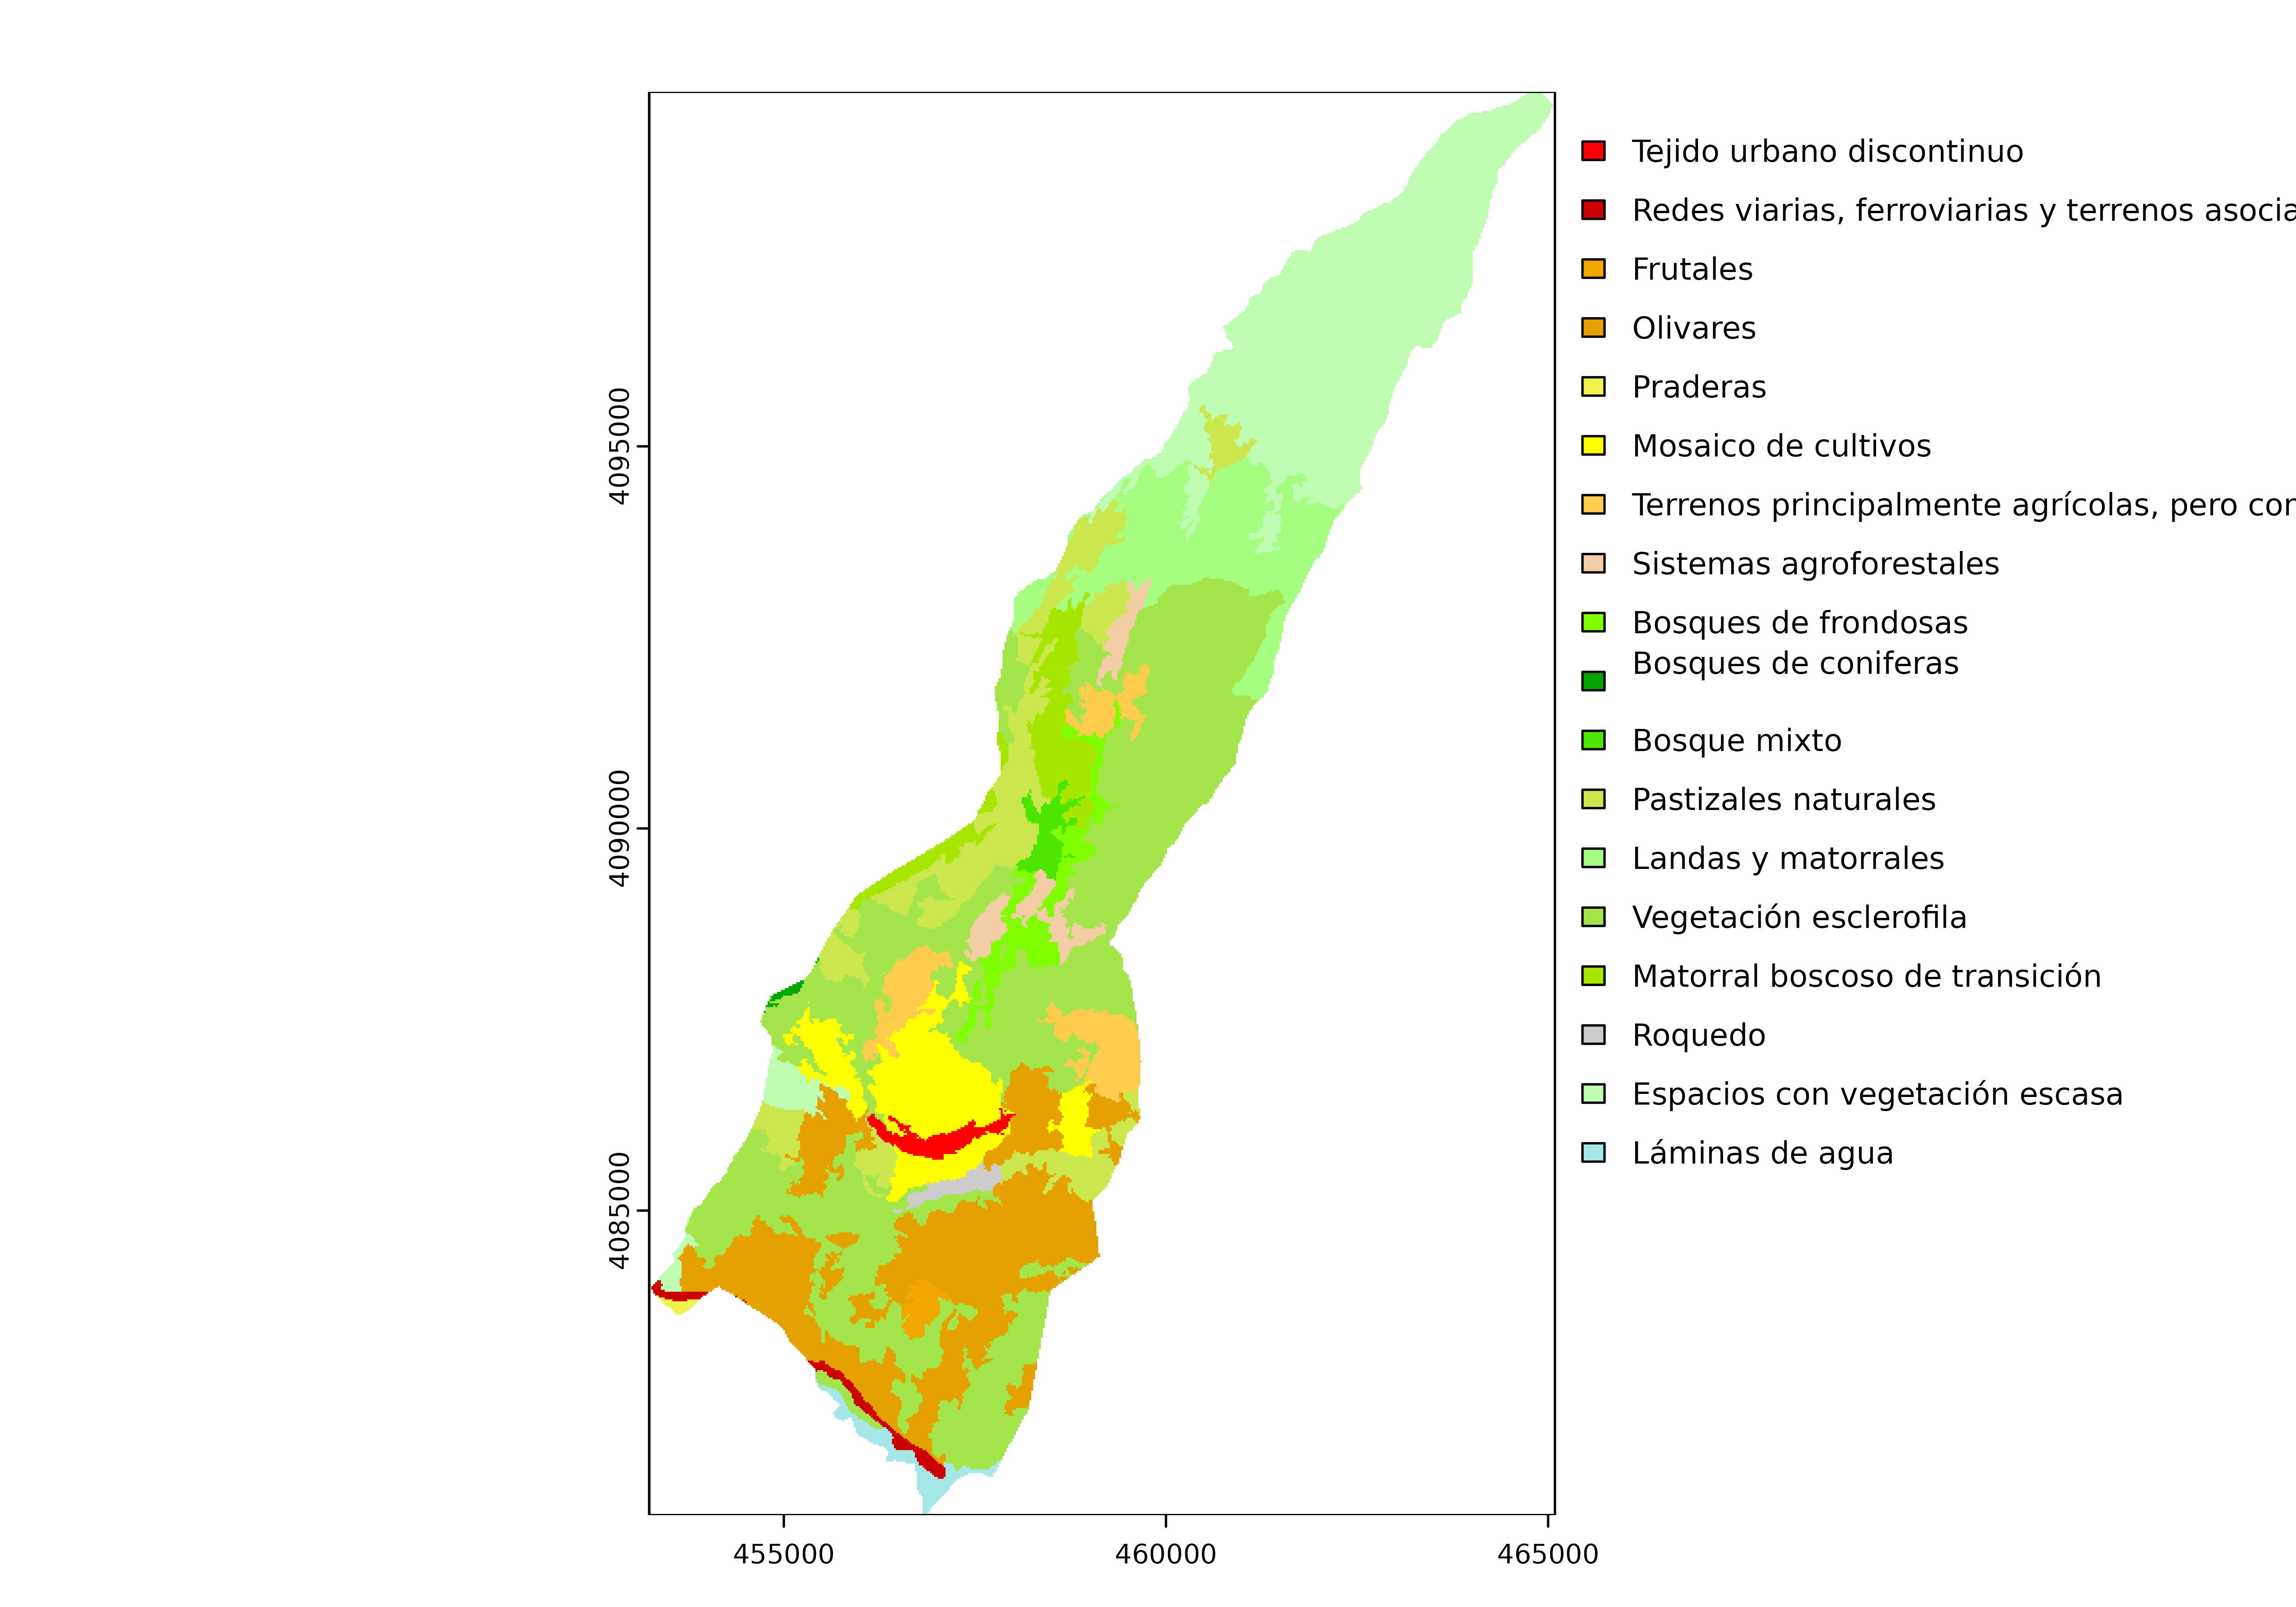 Tejido urbano discontinuo
Redes viarias, ferroviarias y terrenos
Frutales
Olivares
Praderas
4095000
Mosaico de cultivos
Terrenos principalmente agrícolas, pero
Sistemas agroforestales
Bosques de frondosas
Bosques de coniferas
Bosque mixto
4090000
Pastizales naturales
Landas y matorrales
Vegetación esclerofila
Matorral boscoso de transición
Roquedo
Espacios con vegetación escasa
4085000
Láminas de agua
455000 460000 465000